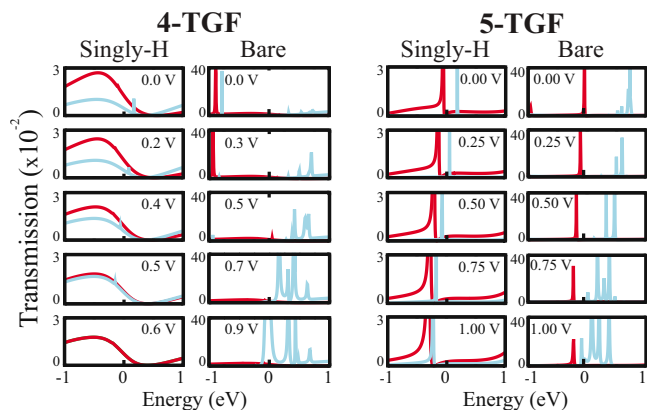 4-TGF 5-TGF
Singly-H Bare Singly-H Bare
Transmission (x10⁻²)
3 0.0 V 0 40 0.0 V 0 3 0.00 V 0 40 0.00 V 0
3 0.2 V 0 40 0.3 V 0 3 0.25 V 0 40 0.25 V 0
3 0.4 V 0 40 0.5 V 0 3 0.50 V 0 40 0.50 V 0
3 0.5 V 0 40 0.7 V 0 3 0.75 V 0 40 0.75 V 0
3 0.6 V 0 40 0.9 V 0 3 1.00 V 0 40 1.00 V 0
-1 0 1 -1 0 1 -1 0 1 -1 0 1
Energy (eV) Energy (eV)